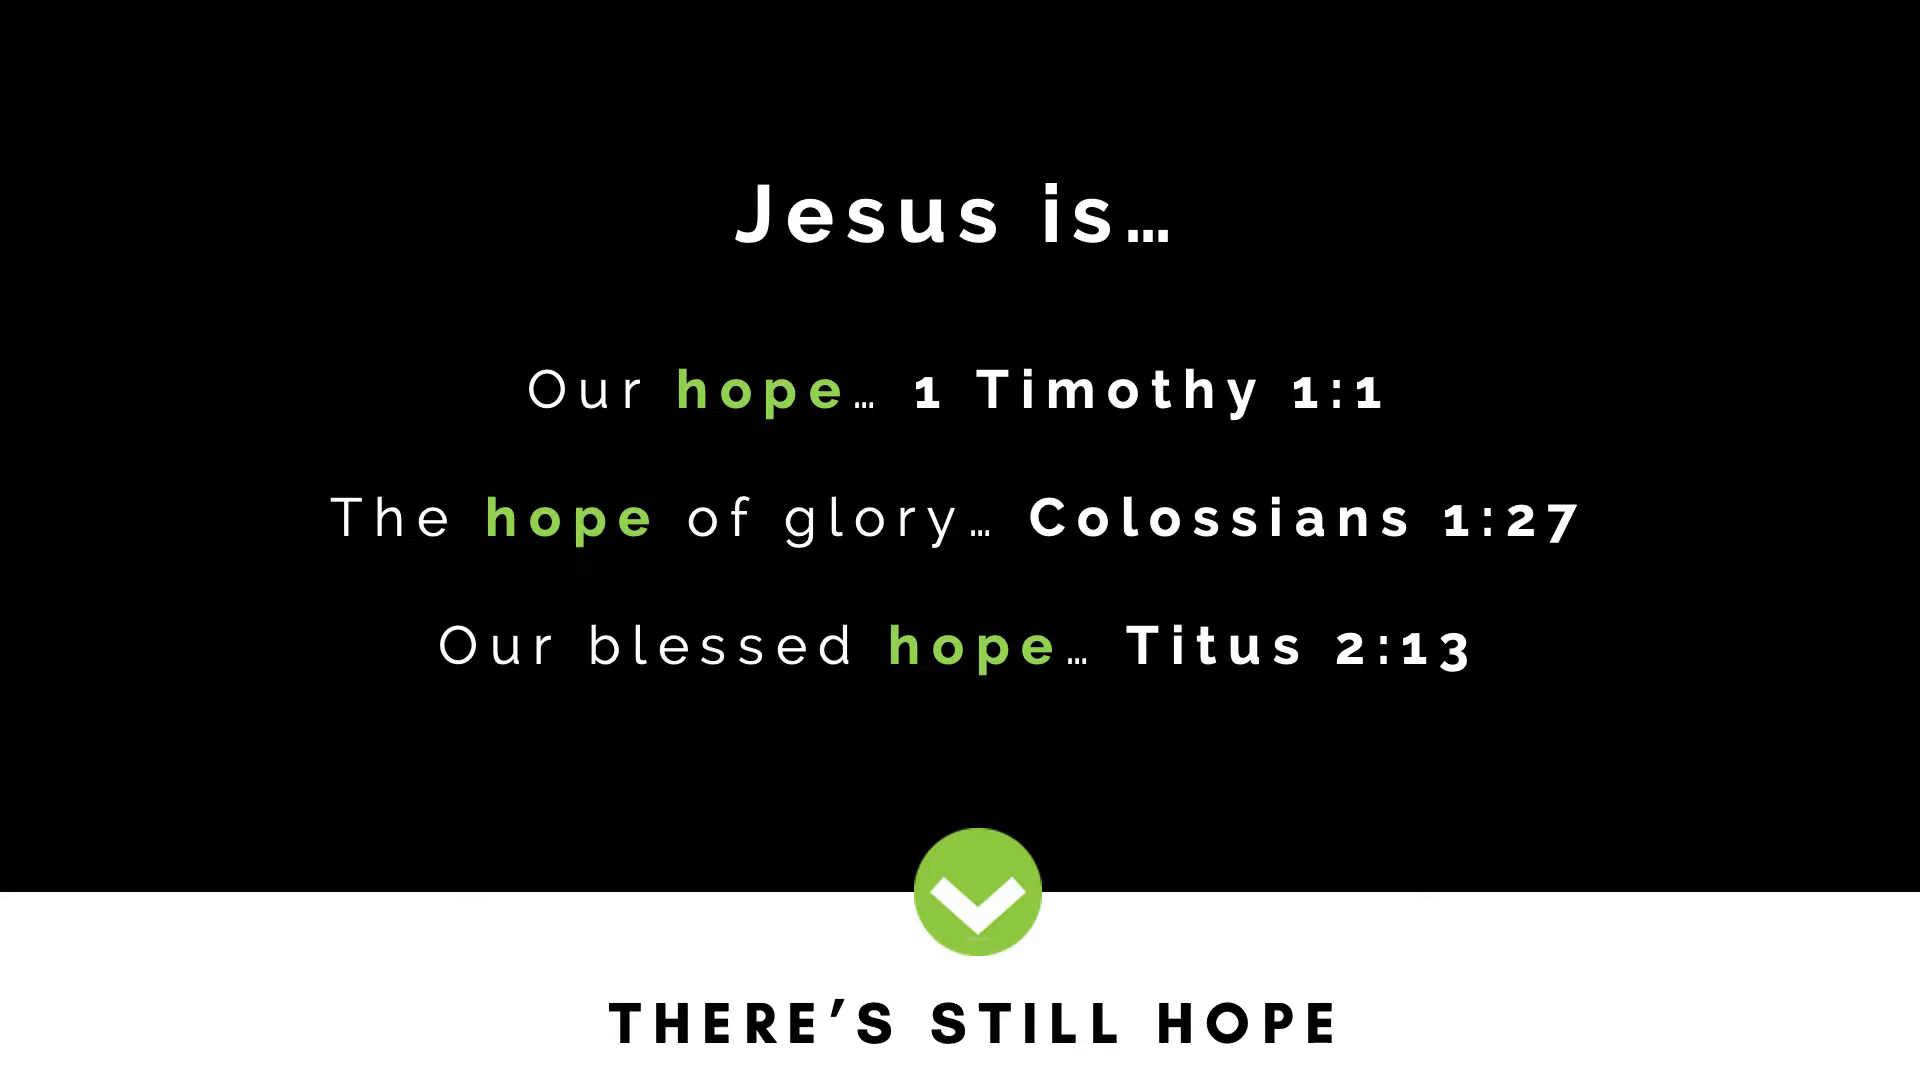 Jesus is…
Our hope… 1 Timothy 1:1
The hope of glory… Colossians 1:27
Our blessed hope… Titus 2:13
THERE’S STILL HOPE